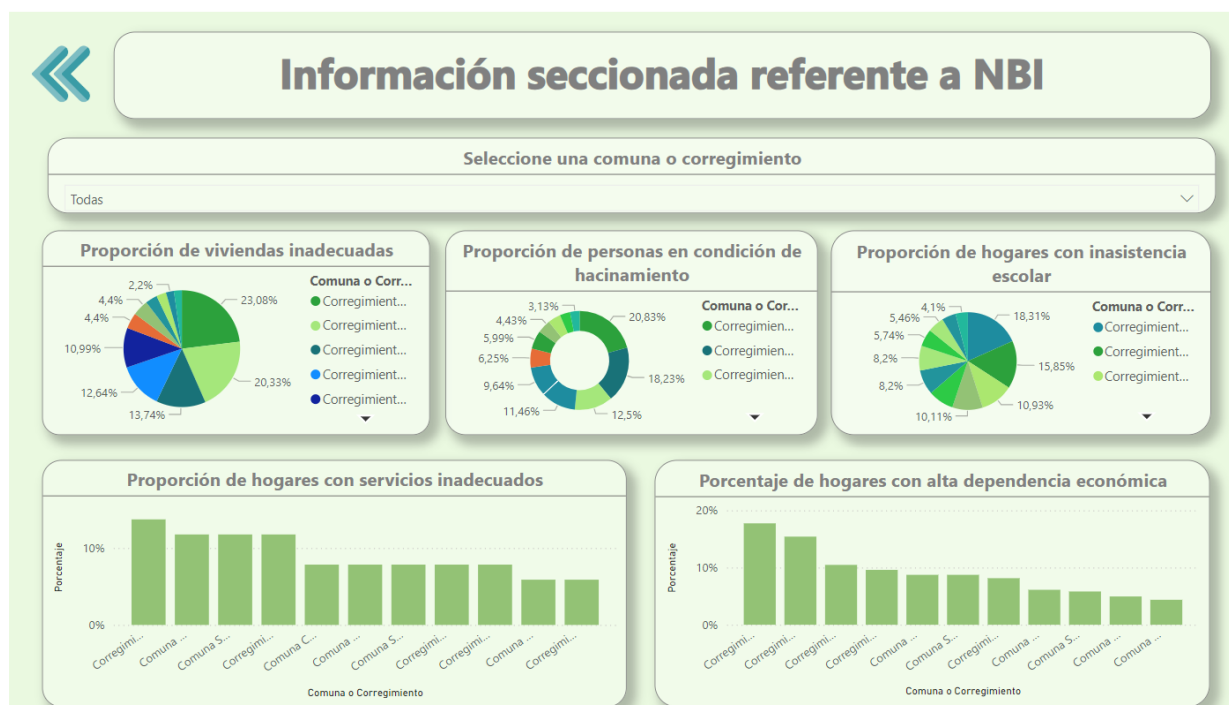 Información seccionada referente a NBI
Seleccione una comuna o corregimiento
Todas
Proporción de viviendas inadecuadas
2,2%
4,4%
4,4%
10,99%
12,64%
13,74%
20,33%
23,08%
Comuna o Corr...
Corregimient...
Corregimient...
Corregimient...
Corregimient...
Corregimient...
Proporción de personas en condición de
hacinamiento
3,13%
4,43%
5,99%
6,25%
9,64%
11,46%
12,5%
18,23%
20,83%
Comuna o Cor...
Corregimien...
Corregimien...
Corregimien...
Proporción de hogares con inasistencia
escolar
4,1%
5,46%
5,74%
8,2%
8,2%
10,11%
10,93%
15,85%
18,31%
Comuna o Corr...
Corregimient...
Corregimient...
Corregimient...
Proporción de hogares con servicios inadecuados
Porcentaje
10%
0%
Corregimi...
Comuna ...
Comuna S...
Corregimi...
Comuna C...
Comuna ...
Comuna S...
Corregimi...
Corregimi...
Comuna ...
Corregimi...
Comuna o Corregimiento
Porcentaje de hogares con alta dependencia económica
Porcentaje
20%
10%
0%
Corregimi...
Corregimi...
Corregimi...
Corregimi...
Comuna ...
Comuna S...
Corregimi...
Comuna ...
Comuna S...
Comuna ...
Comuna ...
Comuna o Corregimiento